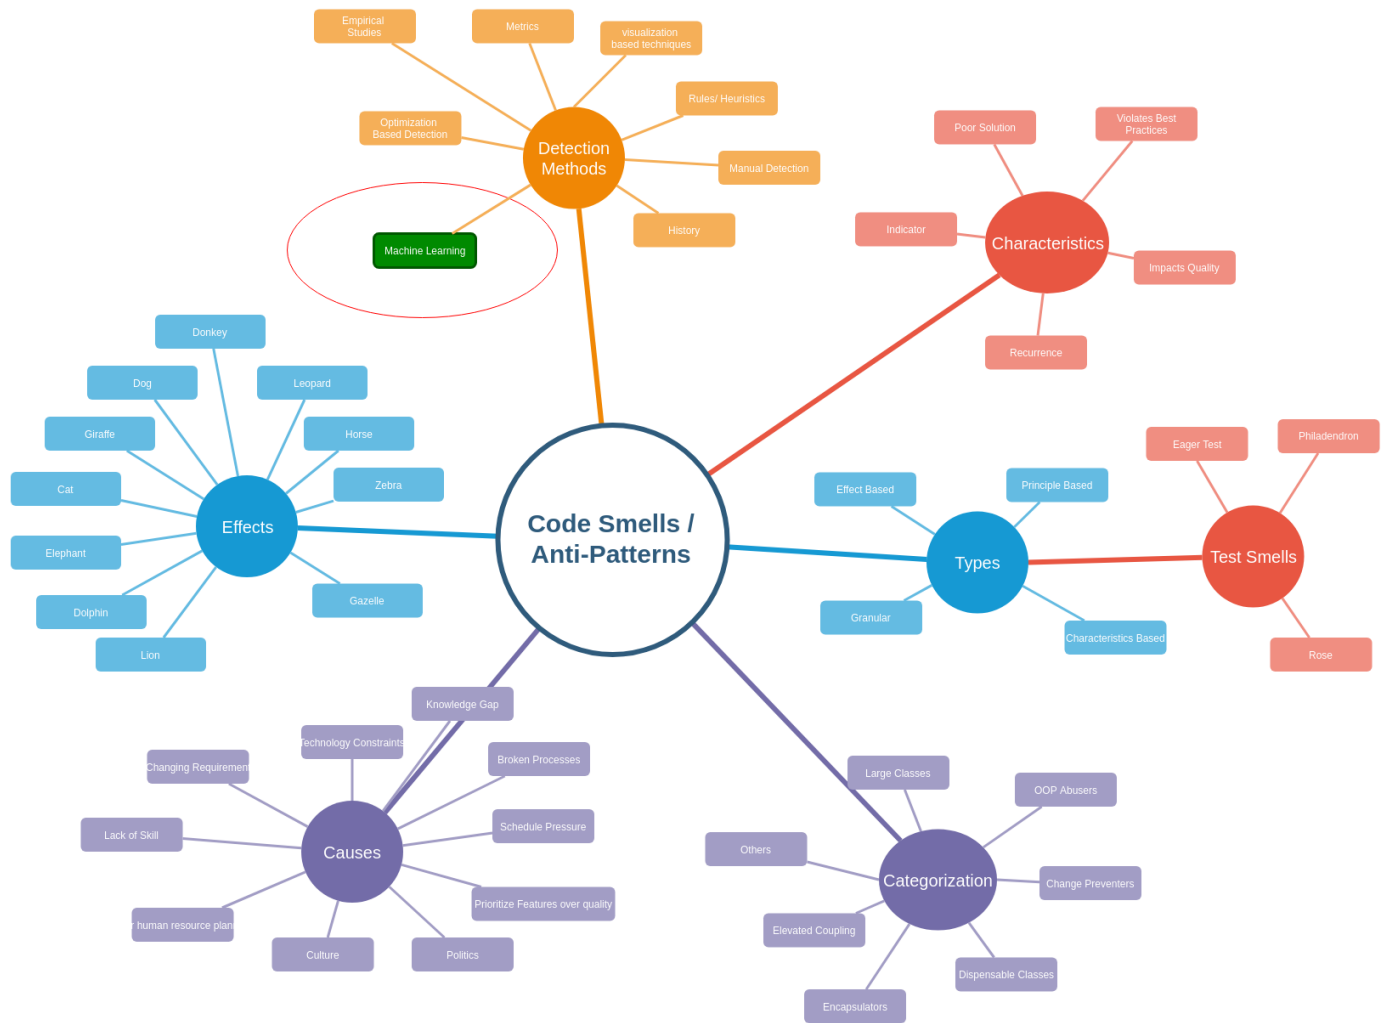 Empirical
Studies
Metrics
visualization
based techniques
Rules/ Heuristics
Optimization
Based Detection
Detection
Methods
Manual Detection
History
Machine Learning
Poor Solution
Violates Best
Practices
Indicator
Characteristics
Impacts Quality
Recurrence
Donkey
Dog
Leopard
Giraffe
Horse
Cat
Zebra
Effects
Elephant
Dolphin
Gazelle
Lion
Code Smells /
Anti-Patterns
Effect Based
Principle Based
Types
Granular
Characteristics Based
Eager Test
Philadendron
Test Smells
Rose
Knowledge Gap
Technology Constraints
Broken Processes
Changing Requirement
Schedule Pressure
Lack of Skill
Causes
Prioritize Features over quality
human resource plan
Culture
Politics
Large Classes
OOP Abusers
Others
Categorization
Change Preventers
Elevated Coupling
Dispensable Classes
Encapsulators